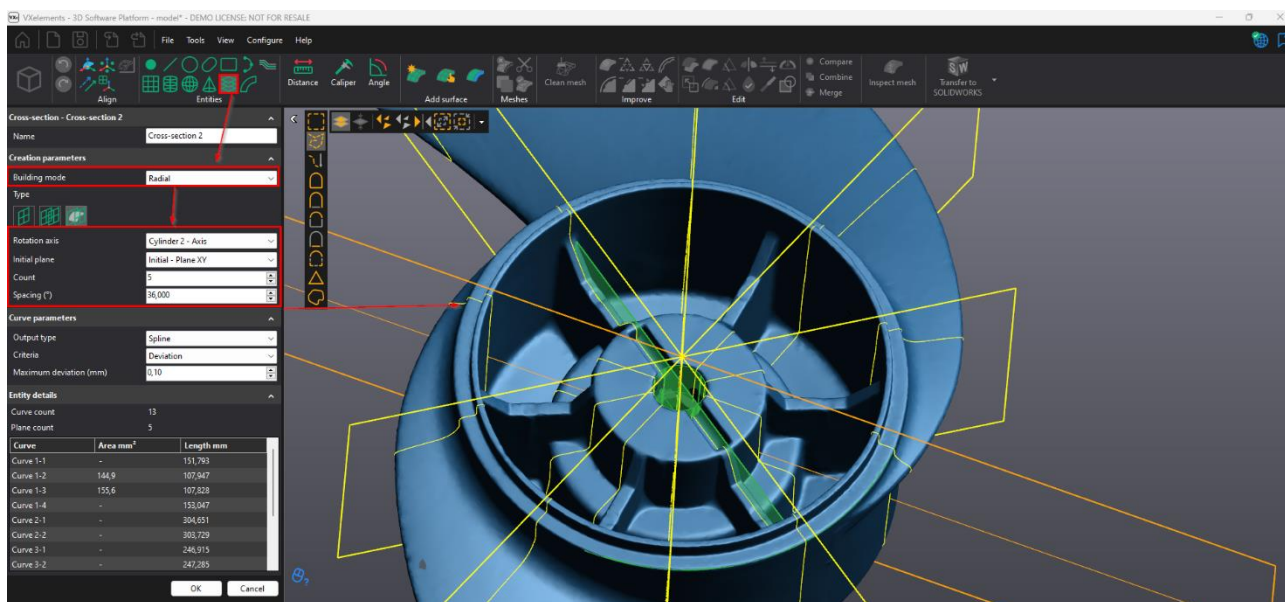 VXelements - 3D Software Platform - model* - DEMO LICENSE: NOT FOR RESALE
File Tools View Configure Help
Align
Entities
Distance
Caliper
Angle
Add surface
Meshes
Clean mesh
Improve
Edit
Compare
Combine
Merge
Inspect mesh
Transfer to
SOLIDWORKS
Cross-section - Cross-section 2
Name Cross-section 2
Creation parameters
Building mode Radial
Type
Rotation axis Cylinder 2 - Axis
Initial plane Initial - Plane XY
Count 5
Spacing (°) 36,000
Curve parameters
Output type Spline
Criteria Deviation
Maximum deviation (mm) 0,10
Entity details
Curve count 13
Plane count 5
Curve Area mm² Length mm
Curve 1-1 - 151,793
Curve 1-2 144,9 107,947
Curve 1-3 155,6 107,828
Curve 1-4 - 153,047
Curve 2-1 - 304,651
Curve 2-2 - 303,729
Curve 3-1 - 246,915
Curve 3-2 - 247,285
OK Cancel